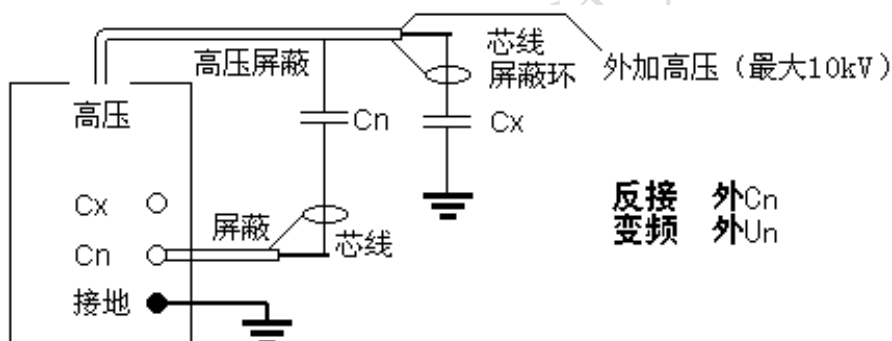 芯线
高压屏蔽
屏蔽环
外加高压（最大10kV）
高压
Cn
Cx
Cx
反接 外Cn
屏蔽
变频 外Un
芯线
Cn
接地